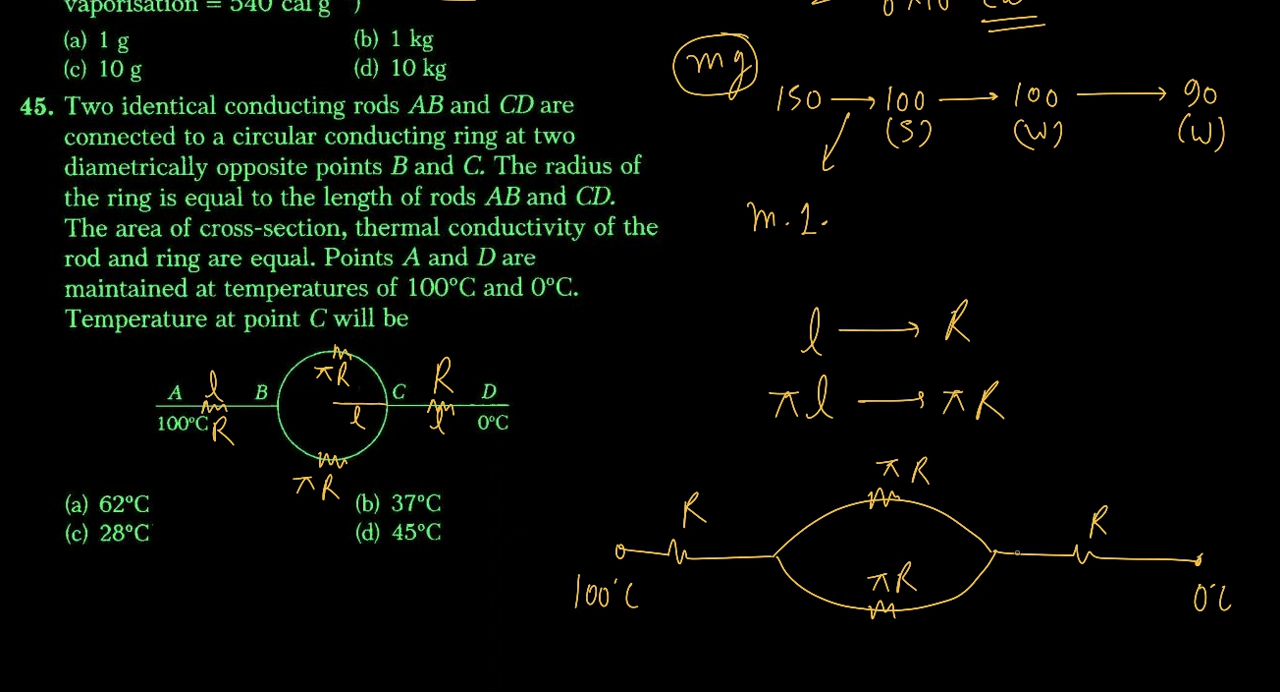 vaporisation = 540 cal g⁻¹)
(a) 1 g (b) 1 kg
(c) 10 g (d) 10 kg
45. Two identical conducting rods AB and CD are
connected to a circular conducting ring at two
diametrically opposite points B and C. The radius of
the ring is equal to the length of rods AB and CD.
The area of cross-section, thermal conductivity of the
rod and ring are equal. Points A and D are
maintained at temperatures of 100°C and 0°C.
Temperature at point C will be
πR
A l B C R D
100°C R l l 0°C
πR
(a) 62°C (b) 37°C
(c) 28°C (d) 45°C
mg
150 → 100 → 100 → 90
(S) (W) (W)
m.1.
l → R
πl → πR
πR
R R
πR
100°C 0°C